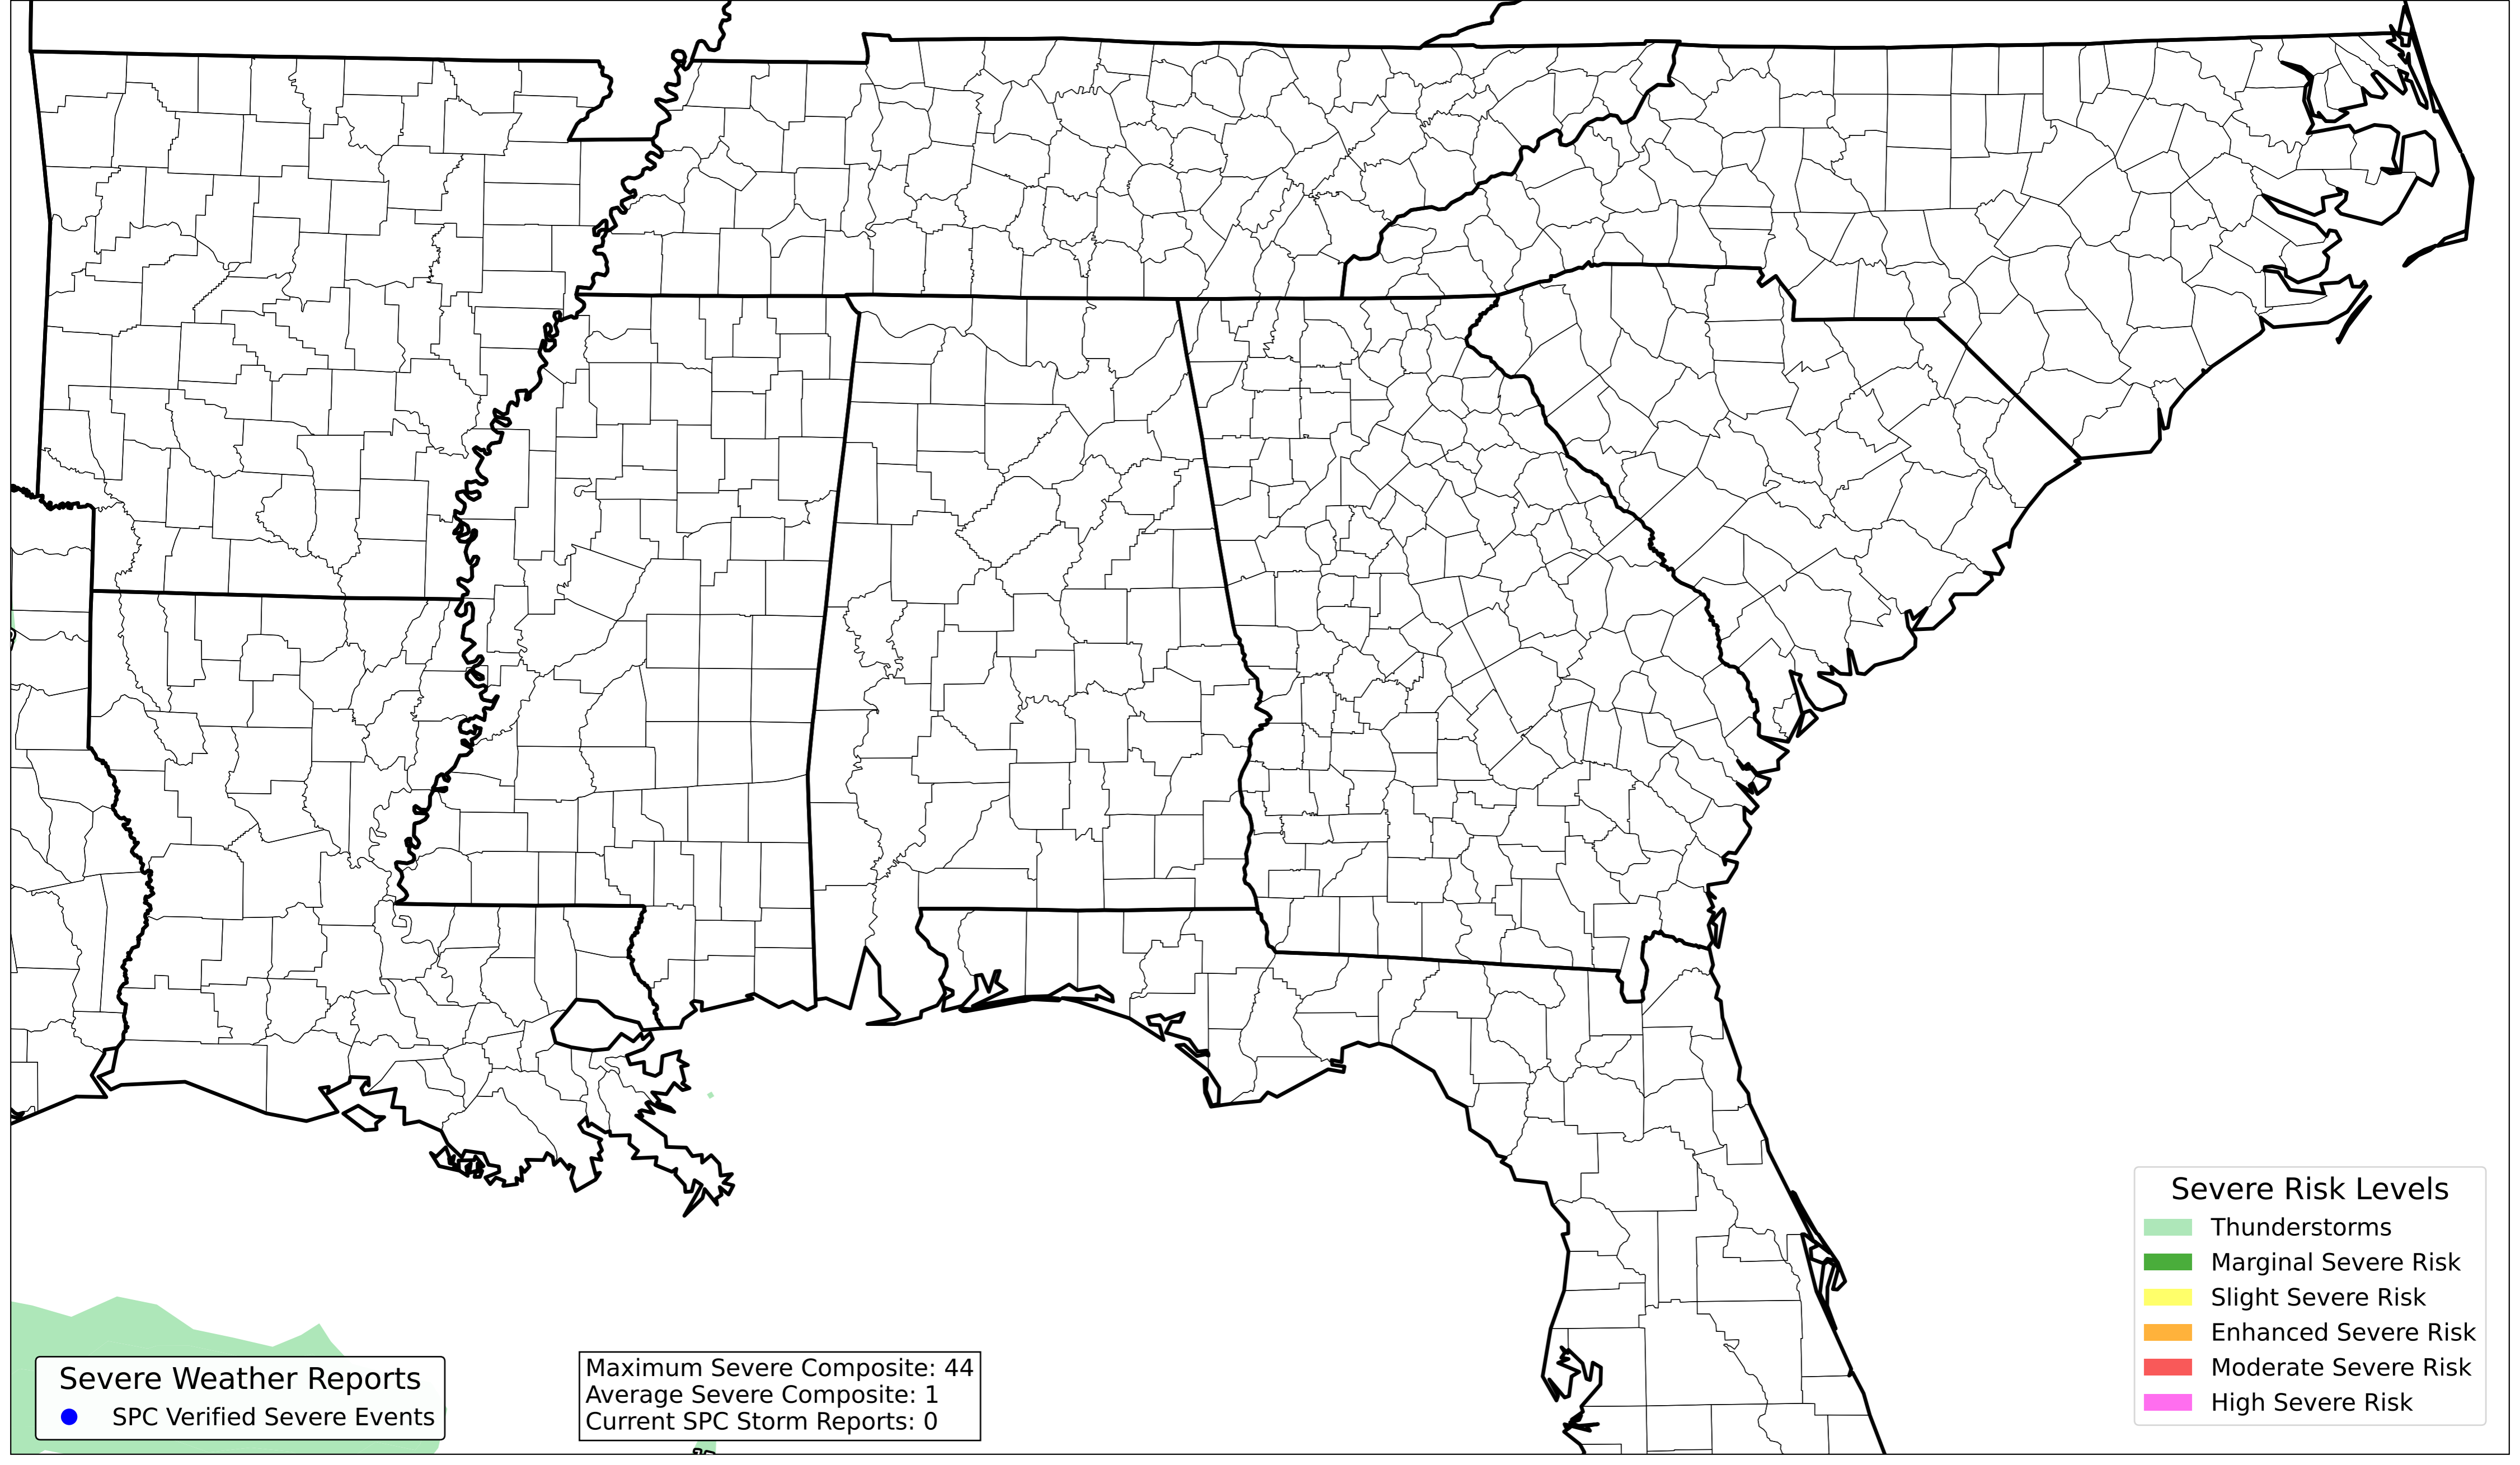 Severe Risk Levels
Thunderstorms
Marginal Severe Risk
Slight Severe Risk
Enhanced Severe Risk
Moderate Severe Risk
High Severe Risk
Severe Weather Reports
SPC Verified Severe Events
Maximum Severe Composite: 44
Average Severe Composite: 1
Current SPC Storm Reports: 0